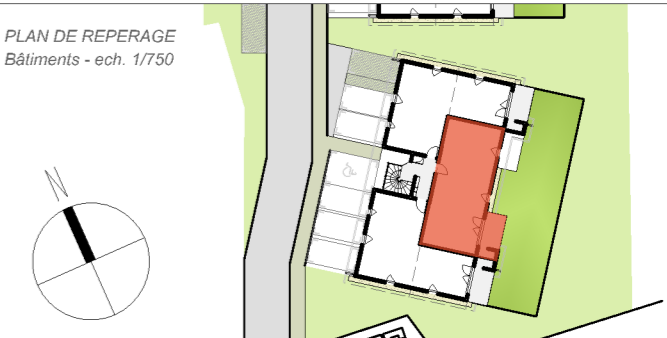 PLAN DE REPERAGE
Bâtiments - ech. 1/750
N